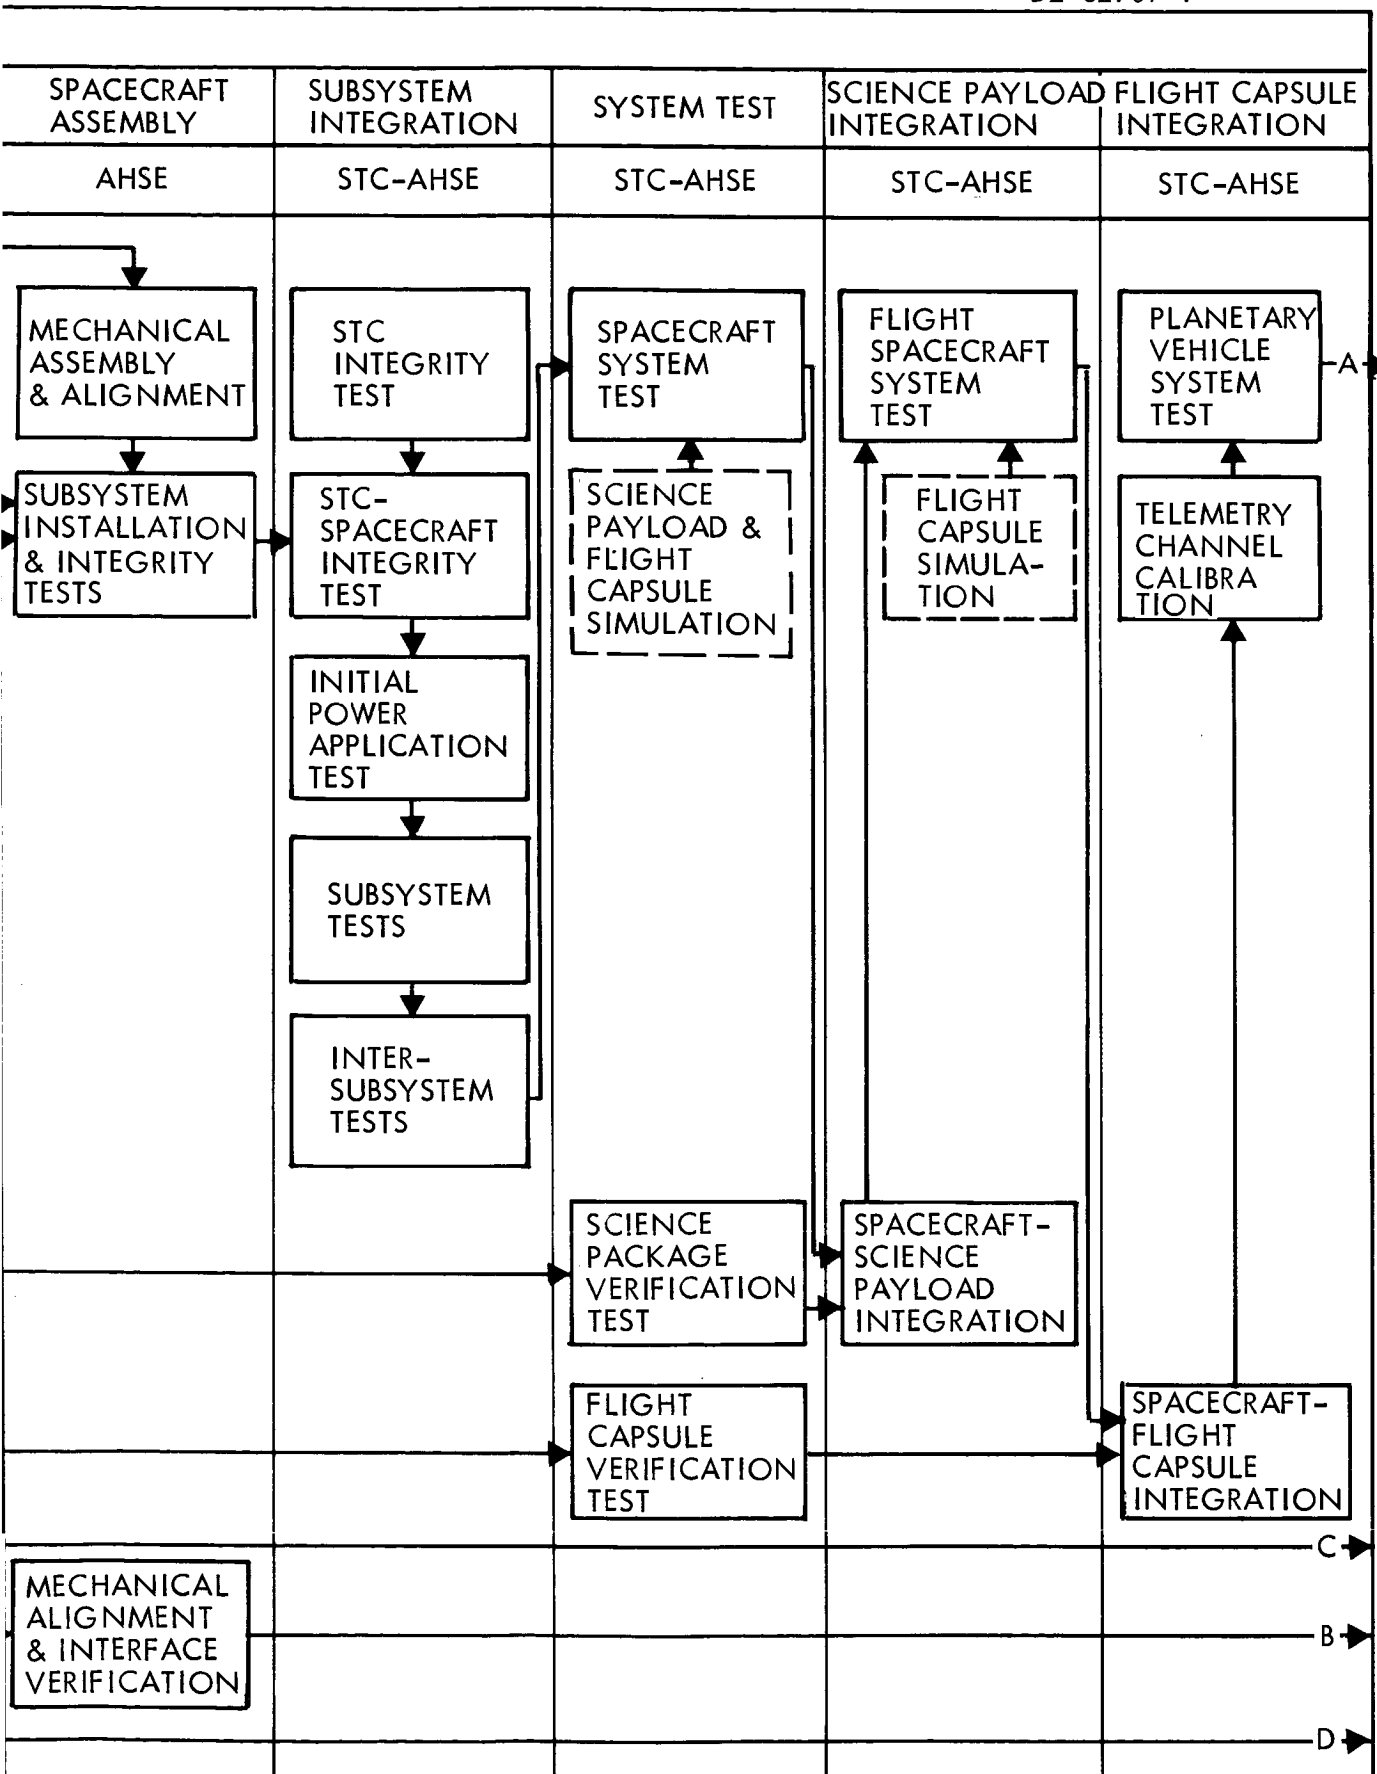 SPACECRAFT
ASSEMBLY
SUBSYSTEM
INTEGRATION
SYSTEM TEST
SCIENCE PAYLOAD
INTEGRATION
FLIGHT CAPSULE
INTEGRATION
AHSE
STC-AHSE
STC-AHSE
STC-AHSE
STC-AHSE
MECHANICAL
ASSEMBLY
& ALIGNMENT
SUBSYSTEM
INSTALLATION
& INTEGRITY
TESTS
STC
INTEGRITY
TEST
STC-
SPACECRAFT
INTEGRITY
TEST
INITIAL
POWER
APPLICATION
TEST
SUBSYSTEM
TESTS
INTER-
SUBSYSTEM
TESTS
SPACECRAFT
SYSTEM
TEST
SCIENCE
PAYLOAD &
FLIGHT
CAPSULE
SIMULATION
SCIENCE
PACKAGE
VERIFICATION
TEST
FLIGHT
CAPSULE
VERIFICATION
TEST
FLIGHT
SPACECRAFT
SYSTEM
TEST
FLIGHT
CAPSULE
SIMULA-
TION
SPACECRAFT-
SCIENCE
PAYLOAD
INTEGRATION
PLANETARY
VEHICLE
SYSTEM
TEST
A
TELEMETRY
CHANNEL
CALIBRA
TION
SPACECRAFT-
FLIGHT
CAPSULE
INTEGRATION
C
MECHANICAL
ALIGNMENT
& INTERFACE
VERIFICATION
B
D